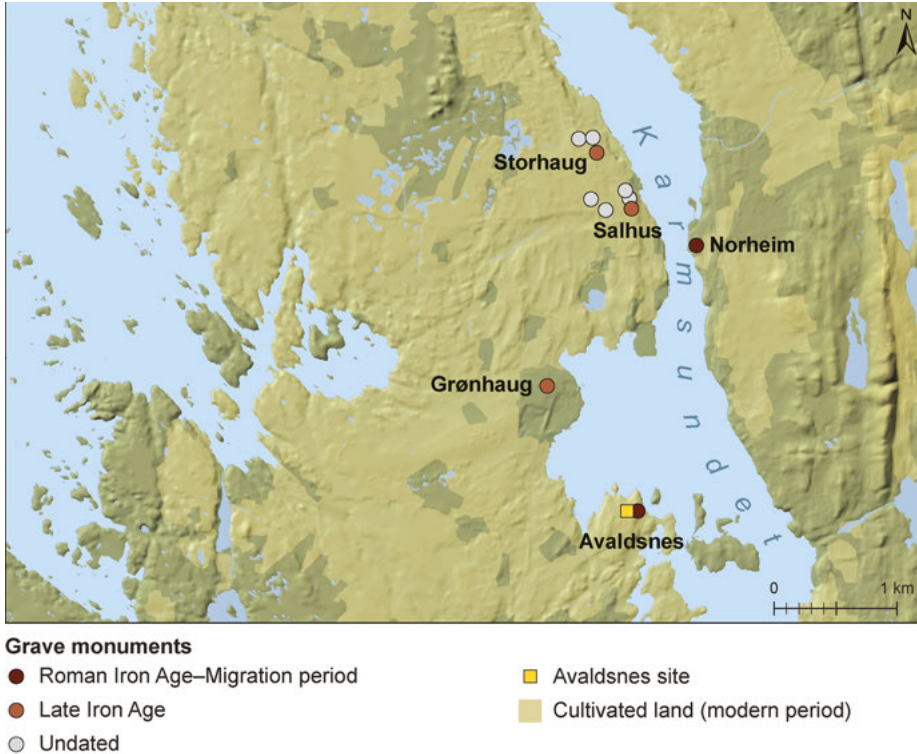 N
Karmsundet
Storhaug
Salhus
Norheim
Grønhaug
Avaldsnes
0 1 km
Grave monuments
Roman Iron Age–Migration period
Late Iron Age
Undated
Avaldsnes site
Cultivated land (modern period)